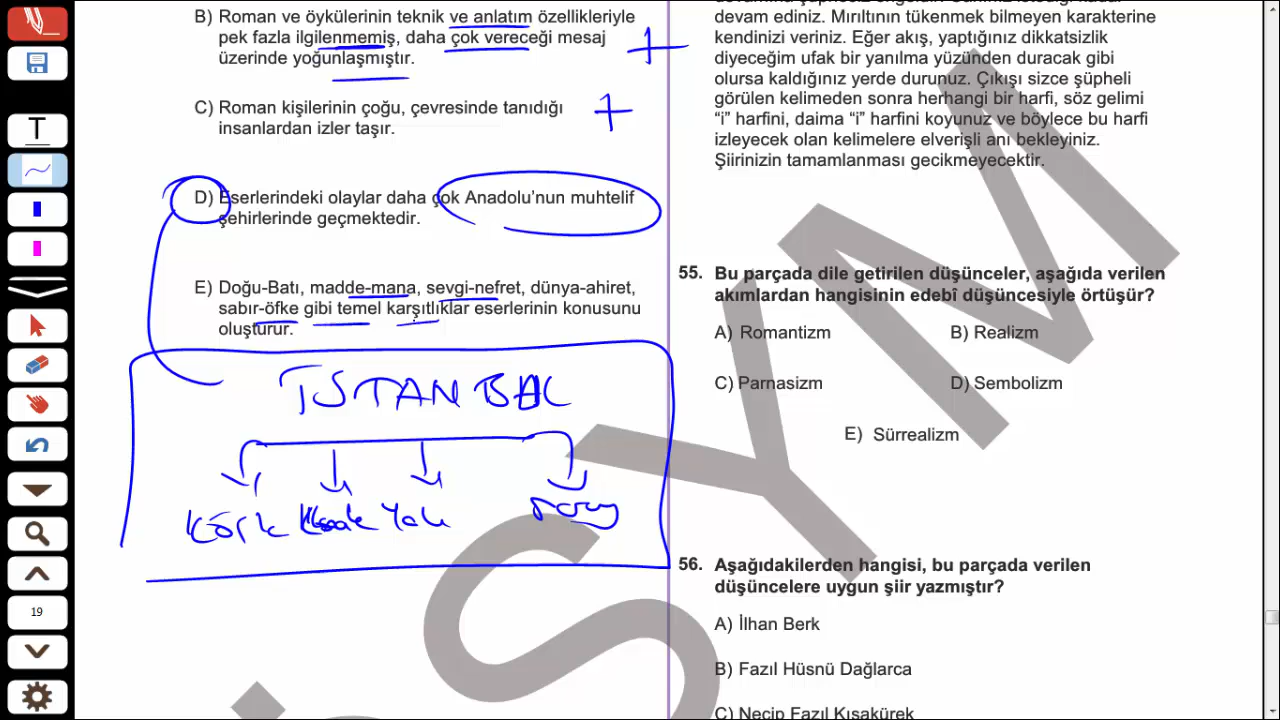 B) Roman ve öykülerinin teknik ve anlatım özellikleriyle
pek fazla ilgilenmemiş, daha çok vereceği mesaj
üzerinde yoğunlaşmıştır.
C) Roman kişilerinin çoğu, çevresinde tanıdığı
insanlardan izler taşır.
D) Eserlerindeki olaylar daha çok Anadolu'nun muhtelif
şehirlerinde geçmektedir.
E) Doğu-Batı, madde-mana, sevgi-nefret, dünya-ahiret,
sabır-öfke gibi temel karşıtlıklar eserlerinin konusunu
oluşturur.
İSTANBUL
devam ediniz. Mırıltının tükenmek bilmeyen karakterine
kendinizi veriniz. Eğer akış, yaptığınız dikkatsizlik
diyeceğim ufak bir yanılma yüzünden duracak gibi
olursa kaldığınız yerde durunuz. Çıkışı sizce şüpheli
görülen kelimeden sonra herhangi bir harfi, söz gelimi
“i” harfini, daima “i” harfini koyunuz ve böylece bu harfi
izleyecek olan kelimelere elverişli anı bekleyiniz.
Şiirinizin tamamlanması gecikmeyecektir.
55. Bu parçada dile getirilen düşünceler, aşağıda verilen
akımlardan hangisinin edebî düşüncesiyle örtüşür?
A) Romantizm B) Realizm
C) Parnasizm D) Sembolizm
E) Sürrealizm
56. Aşağıdakilerden hangisi, bu parçada verilen
düşüncelere uygun şiir yazmıştır?
A) İlhan Berk
B) Fazıl Hüsnü Dağlarca
C) Necip Fazıl Kısakürek
T
19